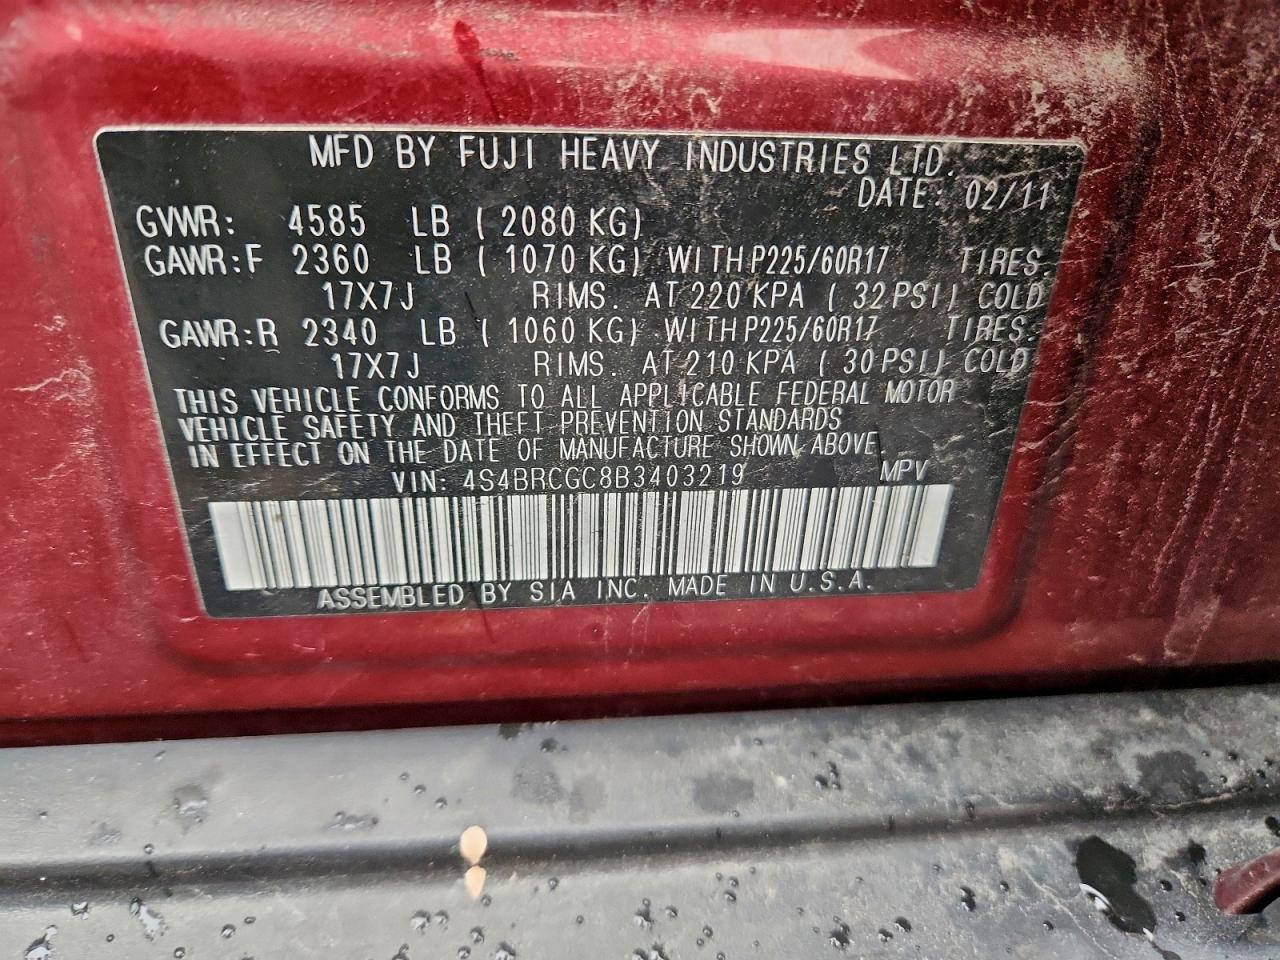 MFD BY FUJI HEAVY INDUSTRIES LTD.
DATE: 02/11
GVWR: 4585 LB ( 2080 KG)
GAWR:F 2360 LB ( 1070 KG) WITH P225/60R17 TIRES.
17X7J RIMS. AT 220 KPA ( 32 PSI) COLD
GAWR:R 2340 LB ( 1060 KG) WITH P225/60R17 TIRES.
17X7J RIMS. AT 210 KPA ( 30 PSI) COLD
THIS VEHICLE CONFORMS TO ALL APPLICABLE FEDERAL MOTOR
VEHICLE SAFETY AND THEFT PREVENTION STANDARDS
IN EFFECT ON THE DATE OF MANUFACTURE SHOWN ABOVE.
VIN: 4S4BRCGC8B3403219 MPV
ASSEMBLED BY SIA INC. MADE IN U.S.A.